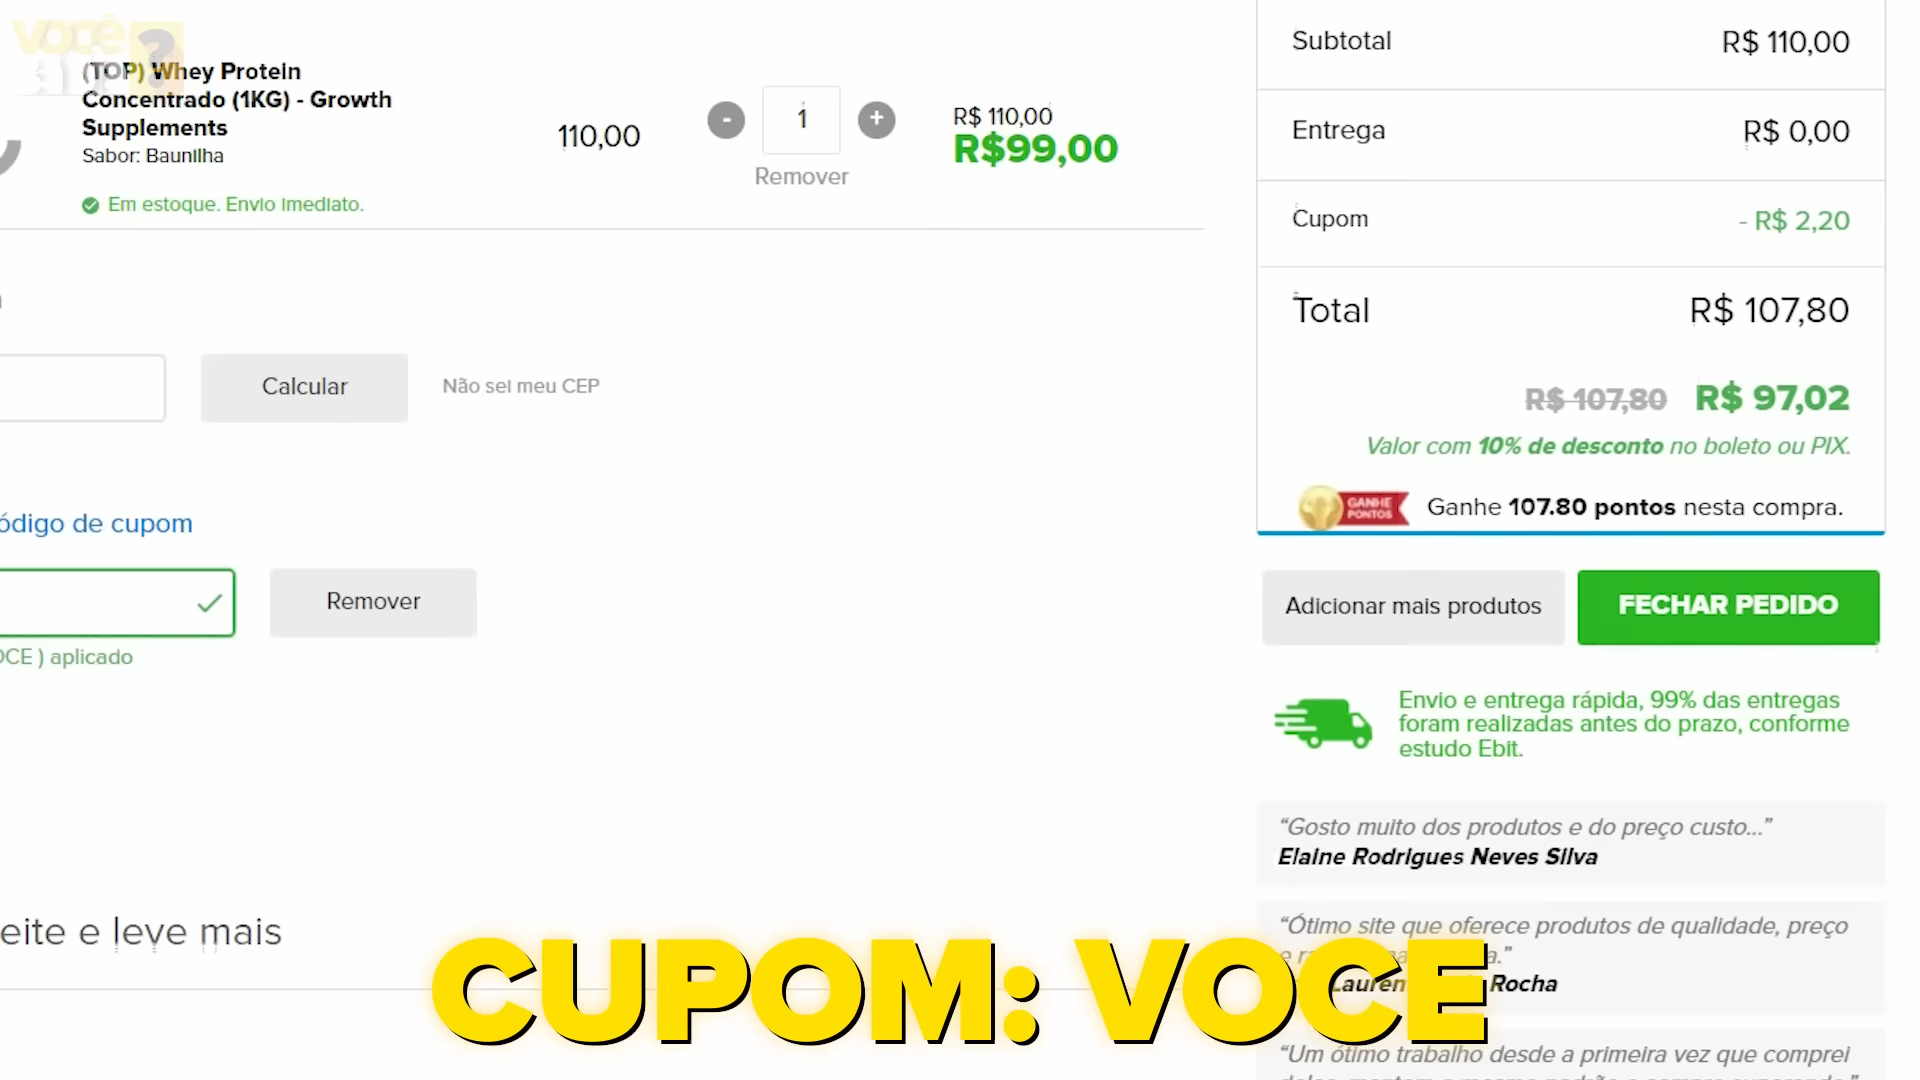 VOCÊ
SABIA
?
(TOP) Whey Protein
Concentrado (1KG) - Growth
Supplements
Sabor: Baunilha
Em estoque. Envio imediato.
110,00
-
1
+
Remover
R$ 110,00
R$99,00
Calcular
Não sei meu CEP
ódigo de cupom
Remover
OCE ) aplicado
eite e leve mais
Subtotal
R$ 110,00
Entrega
R$ 0,00
Cupom
- R$ 2,20
Total
R$ 107,80
R$ 107,80 R$ 97,02
Valor com 10% de desconto no boleto ou PIX.
GANHE
PONTOS
Ganhe 107.80 pontos nesta compra.
Adicionar mais produtos
FECHAR PEDIDO
Envio e entrega rápida, 99% das entregas
foram realizadas antes do prazo, conforme
estudo Ebit.
“Gosto muito dos produtos e do preço custo...”
Elaine Rodrigues Neves Silva
“Ótimo site que oferece produtos de qualidade, preço
Rocha
“Um ótimo trabalho desde a primeira vez que comprei
CUPOM: VOCE